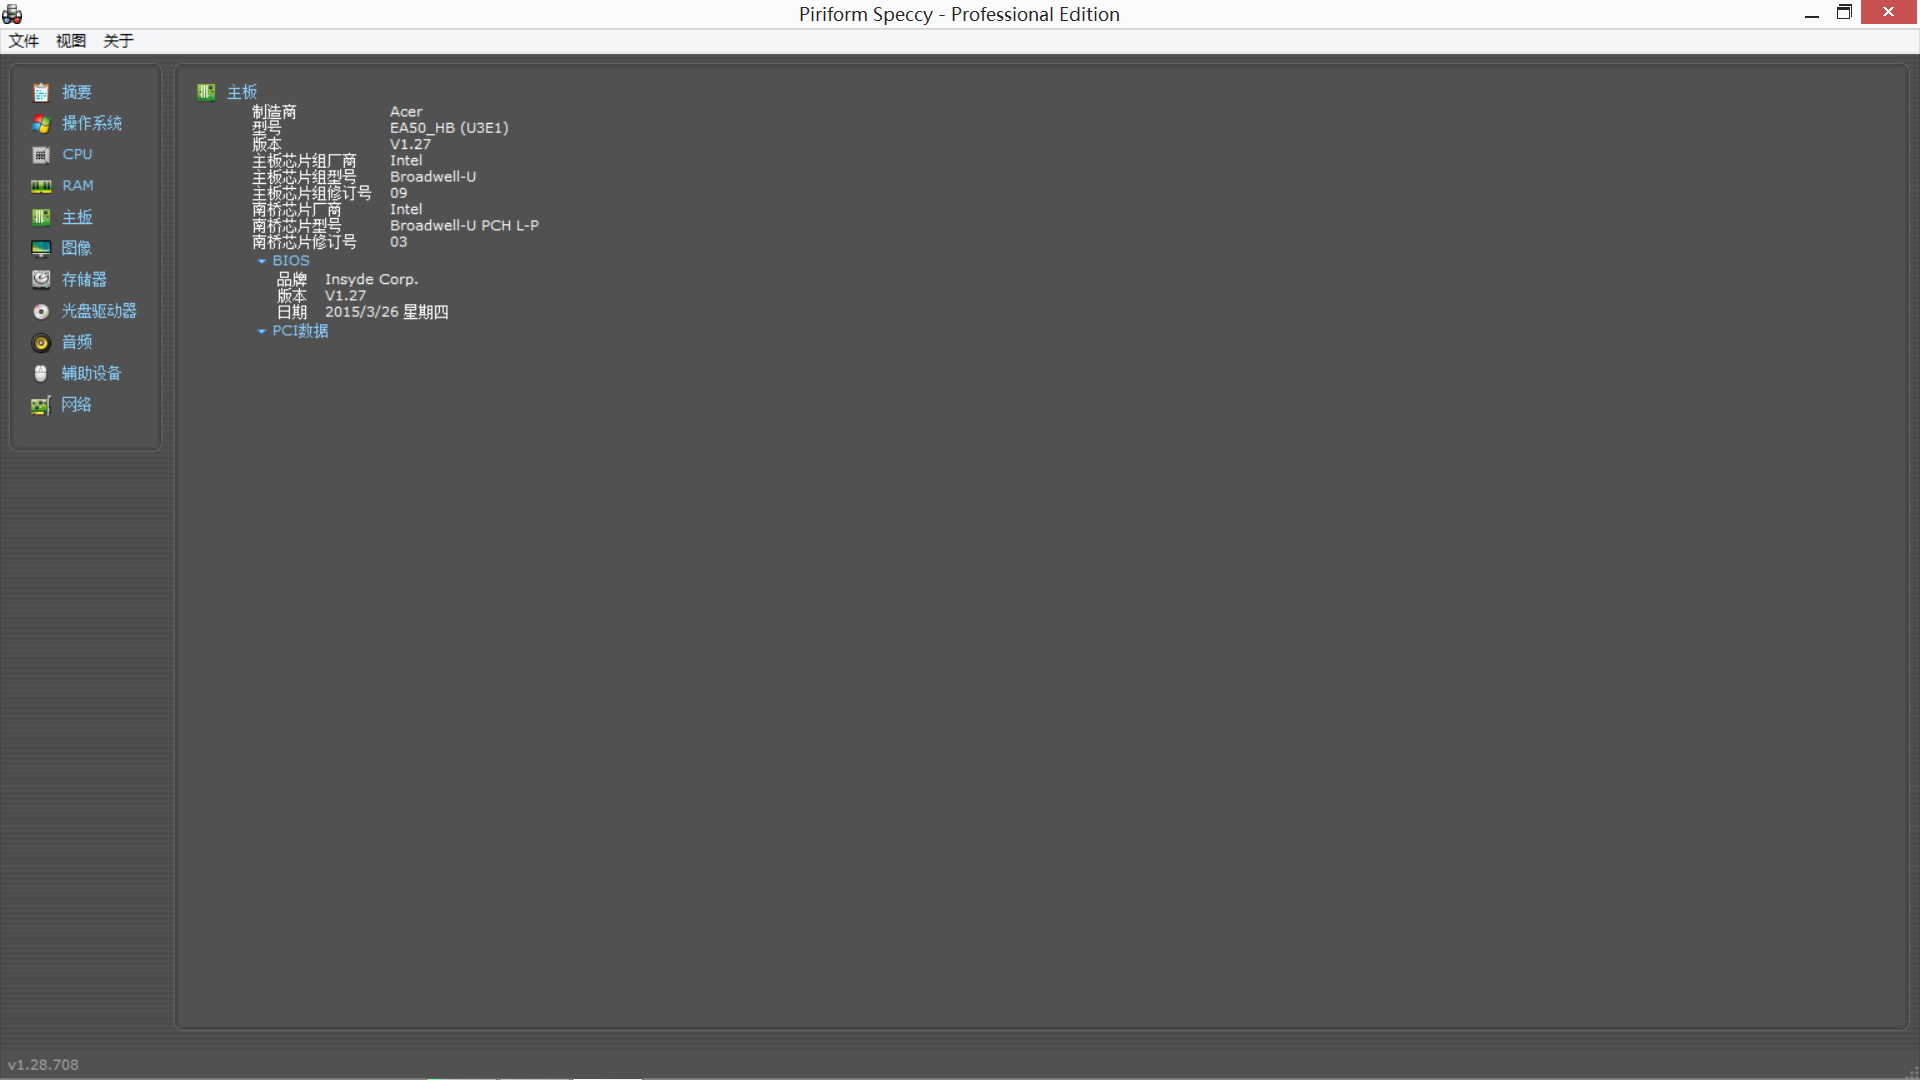 Piriform Speccy - Professional Edition
文件 视图 关于
摘要
操作系统
CPU
RAM
主板
图像
存储器
光盘驱动器
音频
辅助设备
网络
主板
制造商 Acer
型号 EA50_HB (U3E1)
版本 V1.27
主板芯片组厂商 Intel
主板芯片组型号 Broadwell-U
主板芯片组修订号 09
南桥芯片厂商 Intel
南桥芯片型号 Broadwell-U PCH L-P
南桥芯片修订号 03
BIOS
品牌 Insyde Corp.
版本 V1.27
日期 2015/3/26 星期四
PCI数据
v1.28.708